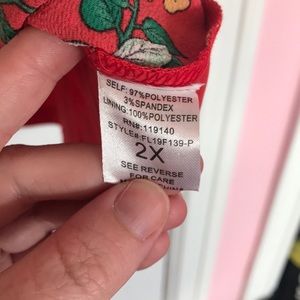 SELF: 97%POLYESTER
3%SPANDEX
LINING:100%POLYESTER
RN#:119140
STYLE# FL19F139-P
2X
SEE REVERSE
FOR CARE